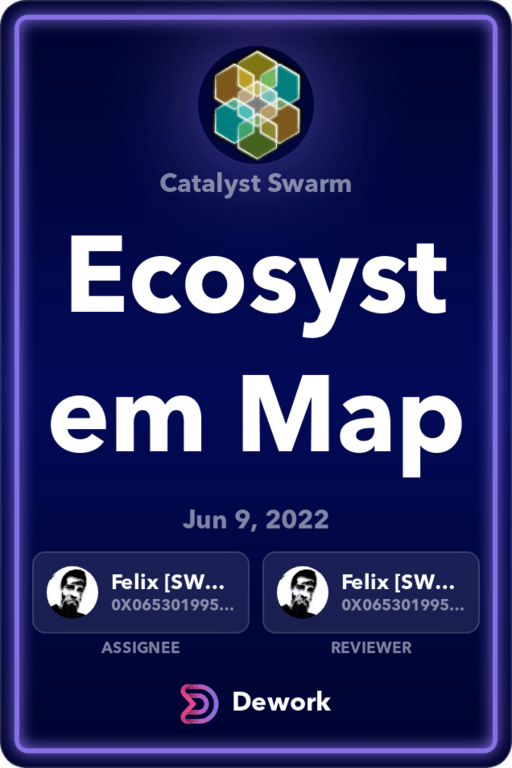 Catalyst Swarm
Ecosyst
em Map
Jun 9, 2022
Felix [SW... Felix [SW...
0X065301995... 0X065301995...
ASSIGNEE REVIEWER
Dework